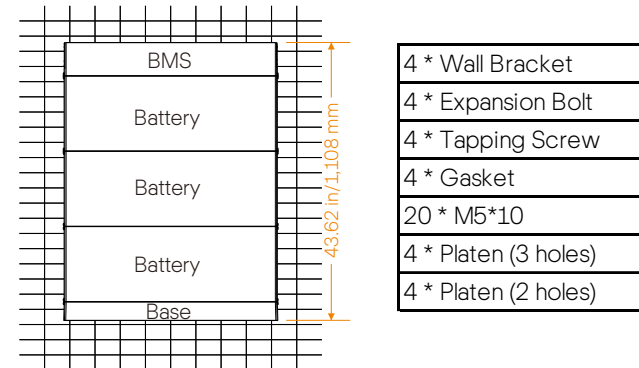 BMS
Battery
Battery
Battery
Base
43.62 in/1,108 mm
4 * Wall Bracket
4 * Expansion Bolt
4 * Tapping Screw
4 * Gasket
20 * M5*10
4 * Platen (3 holes)
4 * Platen (2 holes)